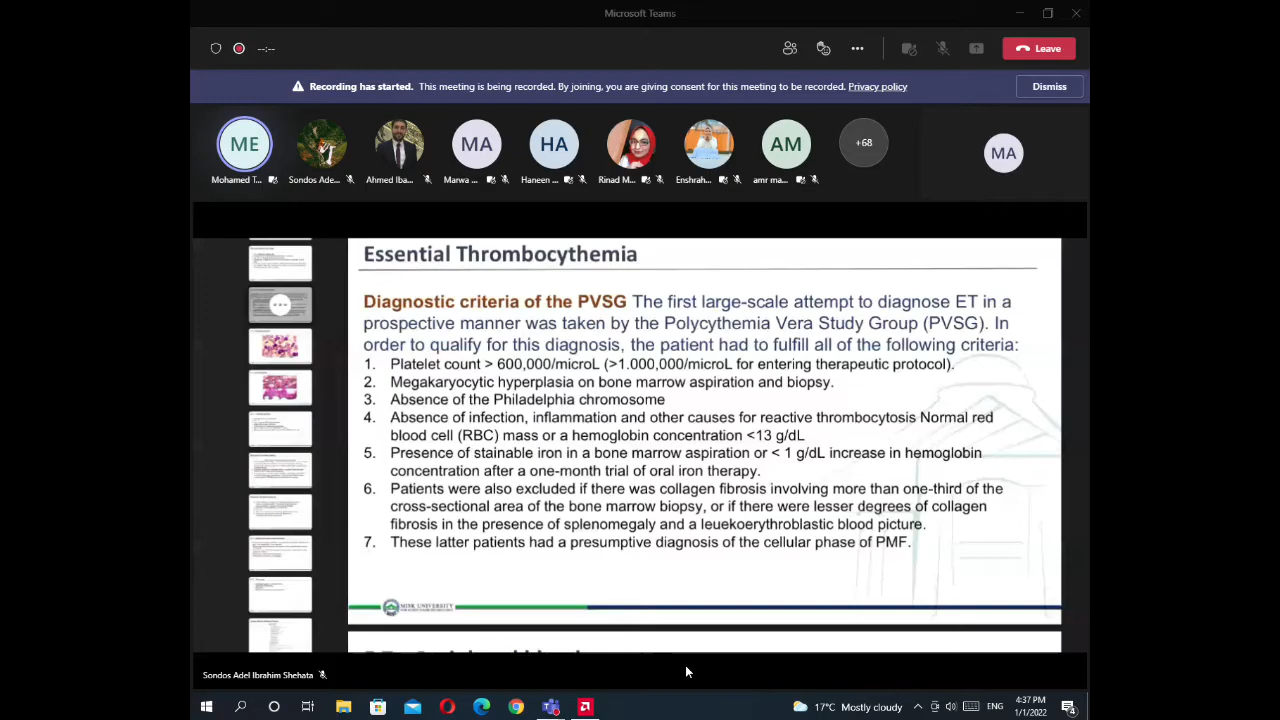 Microsoft Teams
--:--
Leave
Recording has started. This meeting is being recorded. By joining, you are giving consent for this meeting to be recorded. Privacy policy
Dismiss
ME
MA
HA
AM
+68
MA
Mohamed T...
Sondos Ade...
Ahmed Iba...
Marwa ...
Haneen ...
Rinad M...
Enshrah ...
amr ma...
Essential Thrombocythemia
Diagnostic criteria of the PVSG The first large-scale attempt to diagnose ET in a
prospective manner was taken by the Polycythemia Vera Study Group (PVSG). In
order to qualify for this diagnosis, the patient had to fulfill all of the following criteria:
1. Platelet count > 600,000/microL (>1.000,000/microL for entering therapeutic protocol).
2. Megakaryocytic hyperplasia on bone marrow aspiration and biopsy.
3. Absence of the Philadelphia chromosome
4. Absence of infection, inflammation, and other causes for reactive thrombocytosis Normal red
blood cell (RBC) mass or a hemoglobin concentration <13 g/dL.
5. Presence of stainable iron in a bone marrow aspiration or <1 g/dL increase in hemoglobin
concentration after a one-month trial of oral iron therapy.
6. Patients were also excluded if there was collagen fibrosis involving more than one-third of the
cross-sectional area of the bone marrow biopsy or if there were lesser degrees of collagen
fibrosis in the presence of splenomegaly and a leukoerythroblastic blood picture.
7. These latter patients had a presumptive diagnosis of the cellular phase of PMF.
MISR UNIVERSITY
Sondos Adel Ibrahim Shehata
17°C Mostly cloudy
ENG
4:37 PM
1/1/2022
4